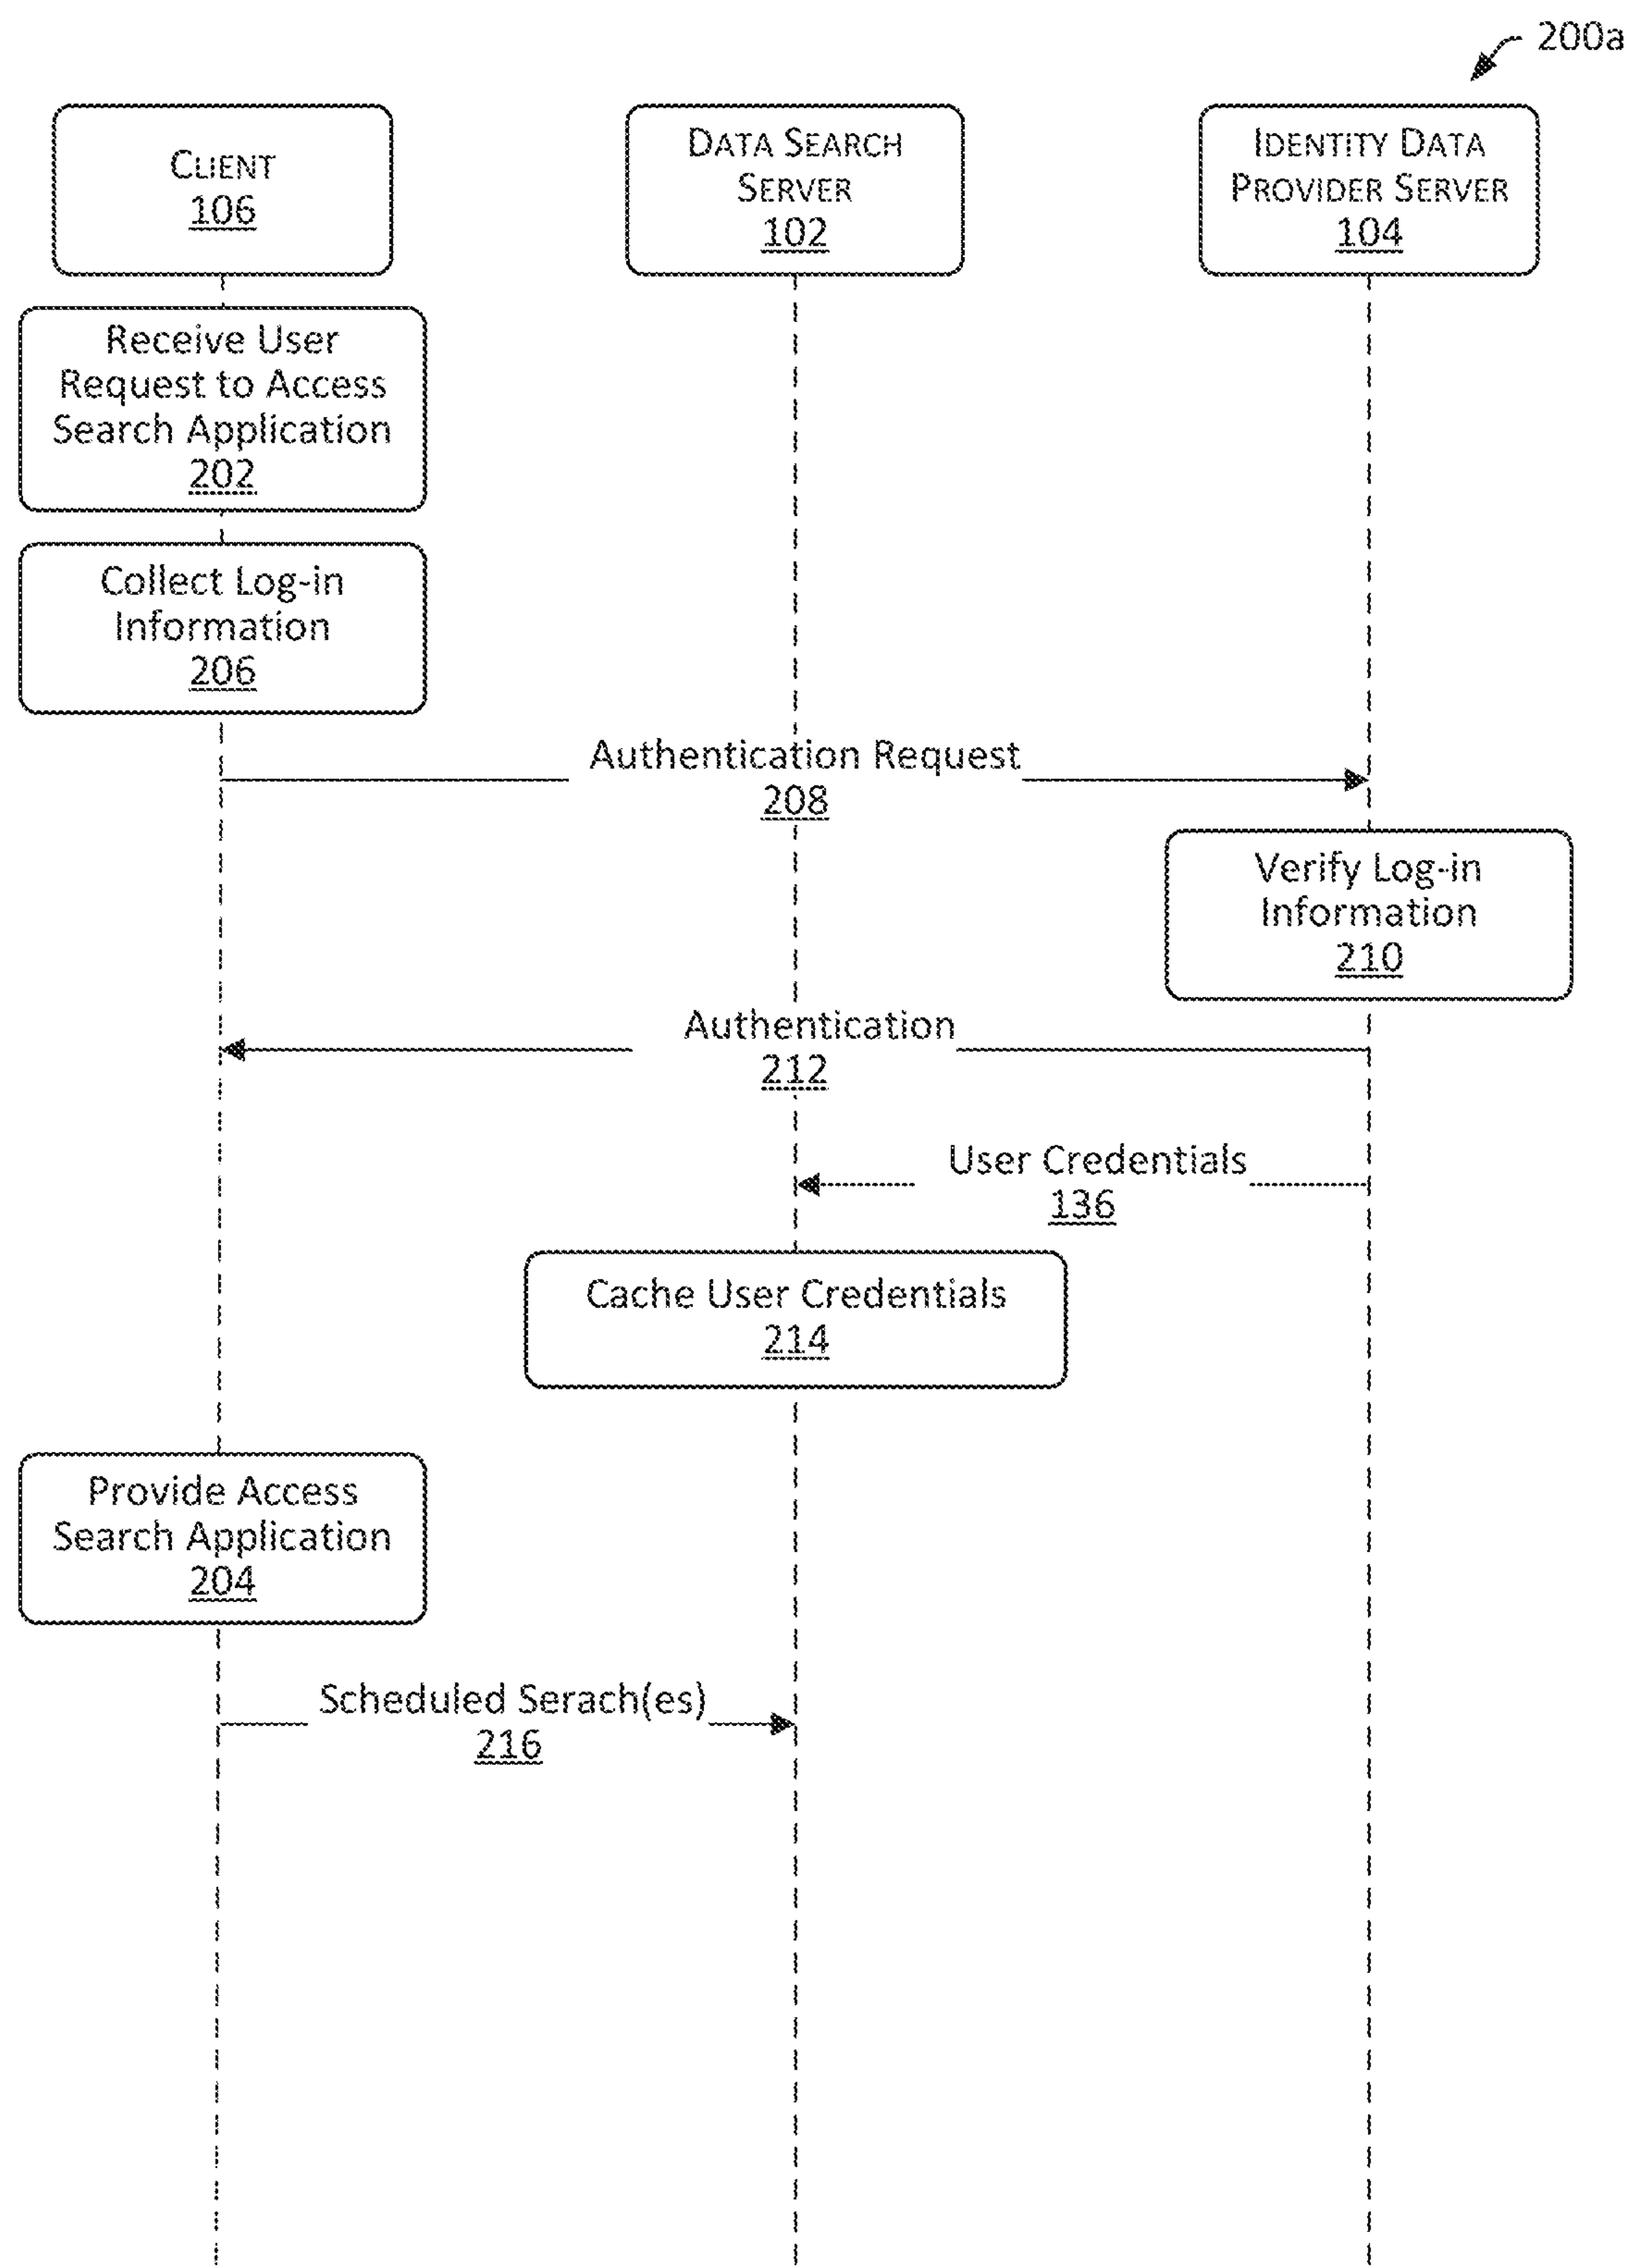 200a
CLIENT
106
DATA SEARCH
SERVER
102
IDENTITY DATA
PROVIDER SERVER
104
Receive User
Request to Access
Search Application
202
Collect Log-in
Information
206
Authentication Request
208
Verify Log-in
Information
210
Authentication
212
User Credentials
136
Cache User Credentials
214
Provide Access
Search Application
204
Scheduled Serach(es)
216